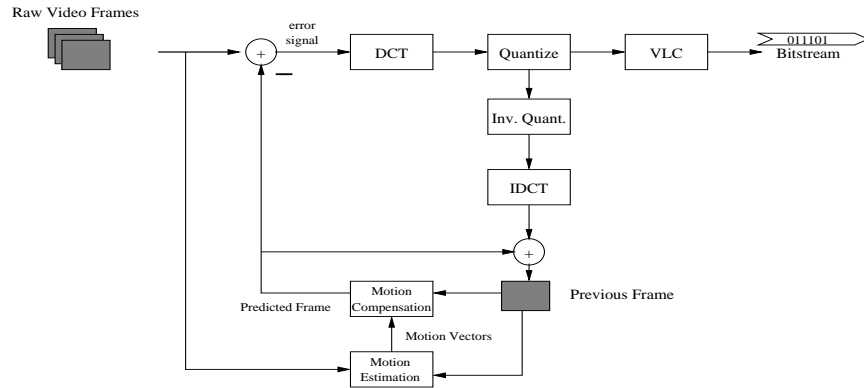 Raw Video Frames
error
signal
+
DCT
Quantize
VLC
011101
Bitstream
Inv. Quant.
IDCT
+
Predicted Frame
Motion
Compensation
Previous Frame
Motion Vectors
Motion
Estimation